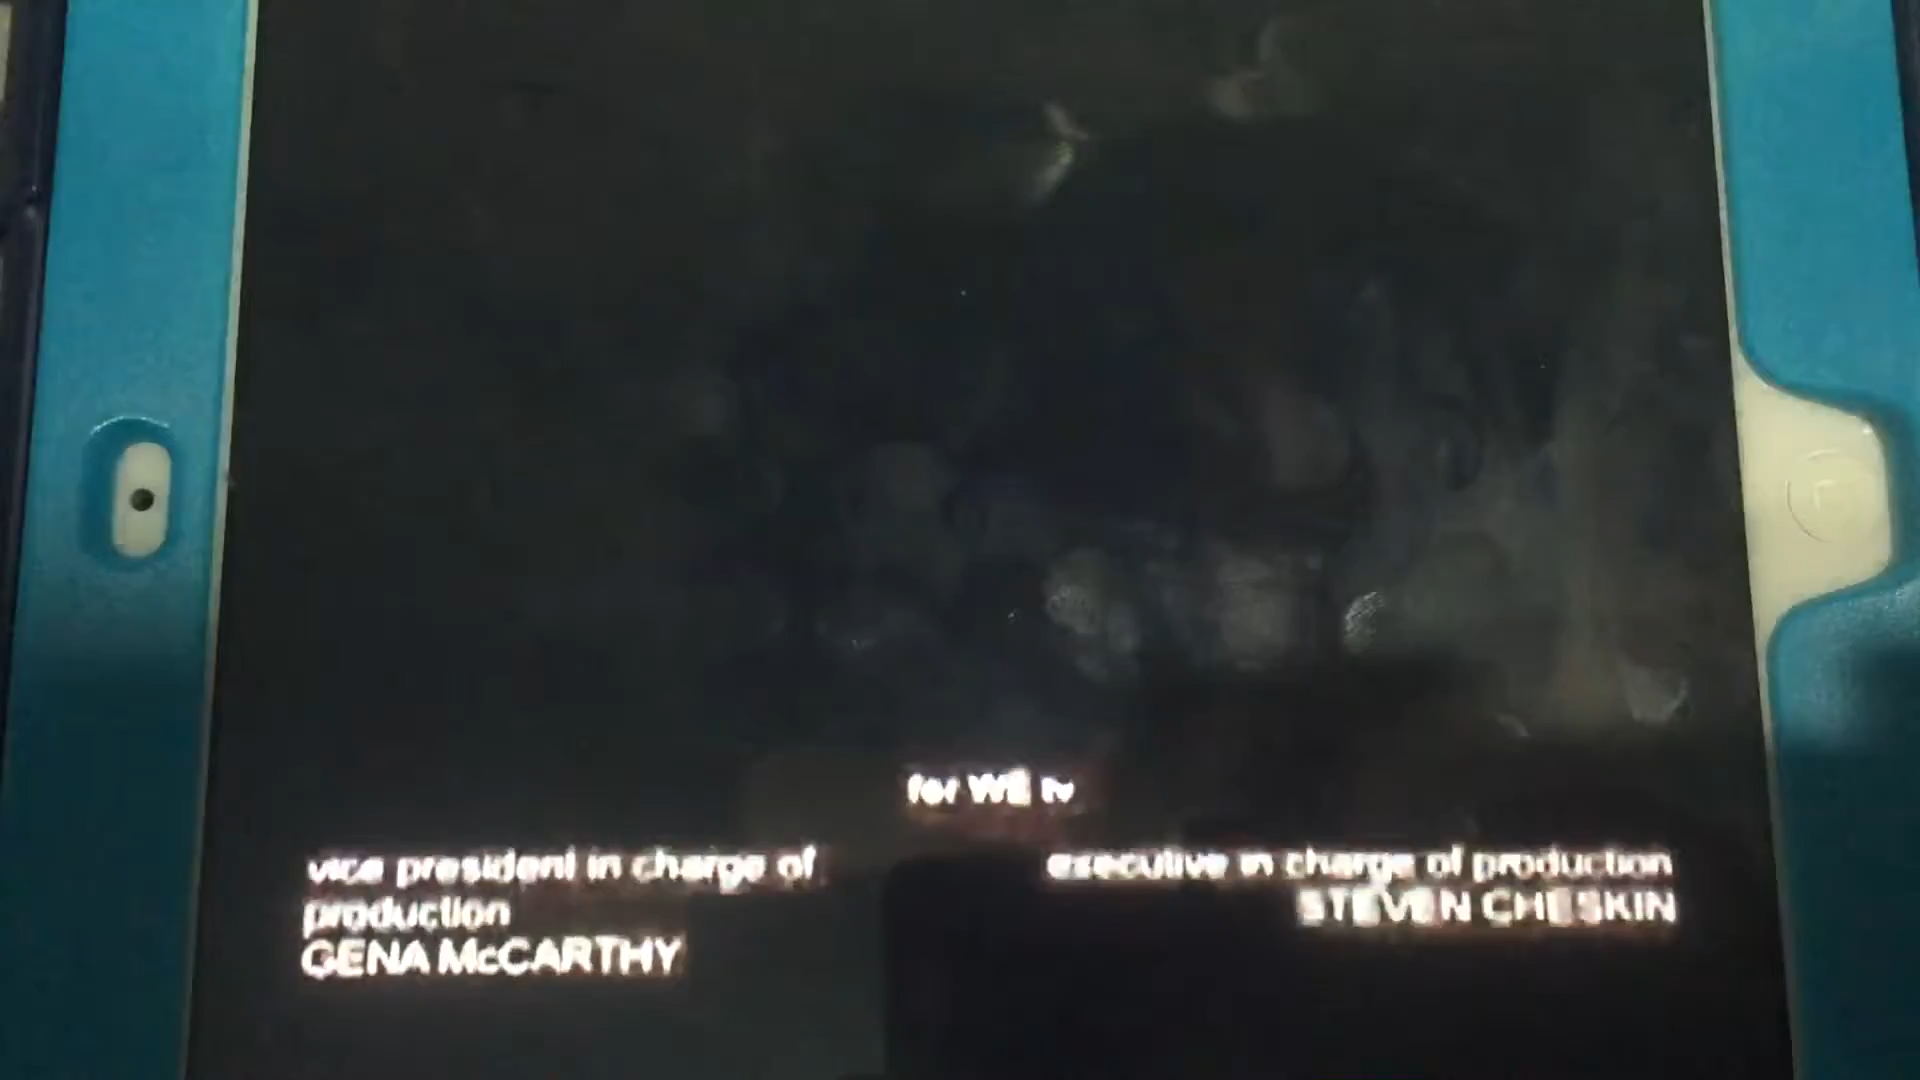 for WE tv
vice president in charge of
production
GENA McCARTHY
executive in charge of production
STEVEN CHESKIN